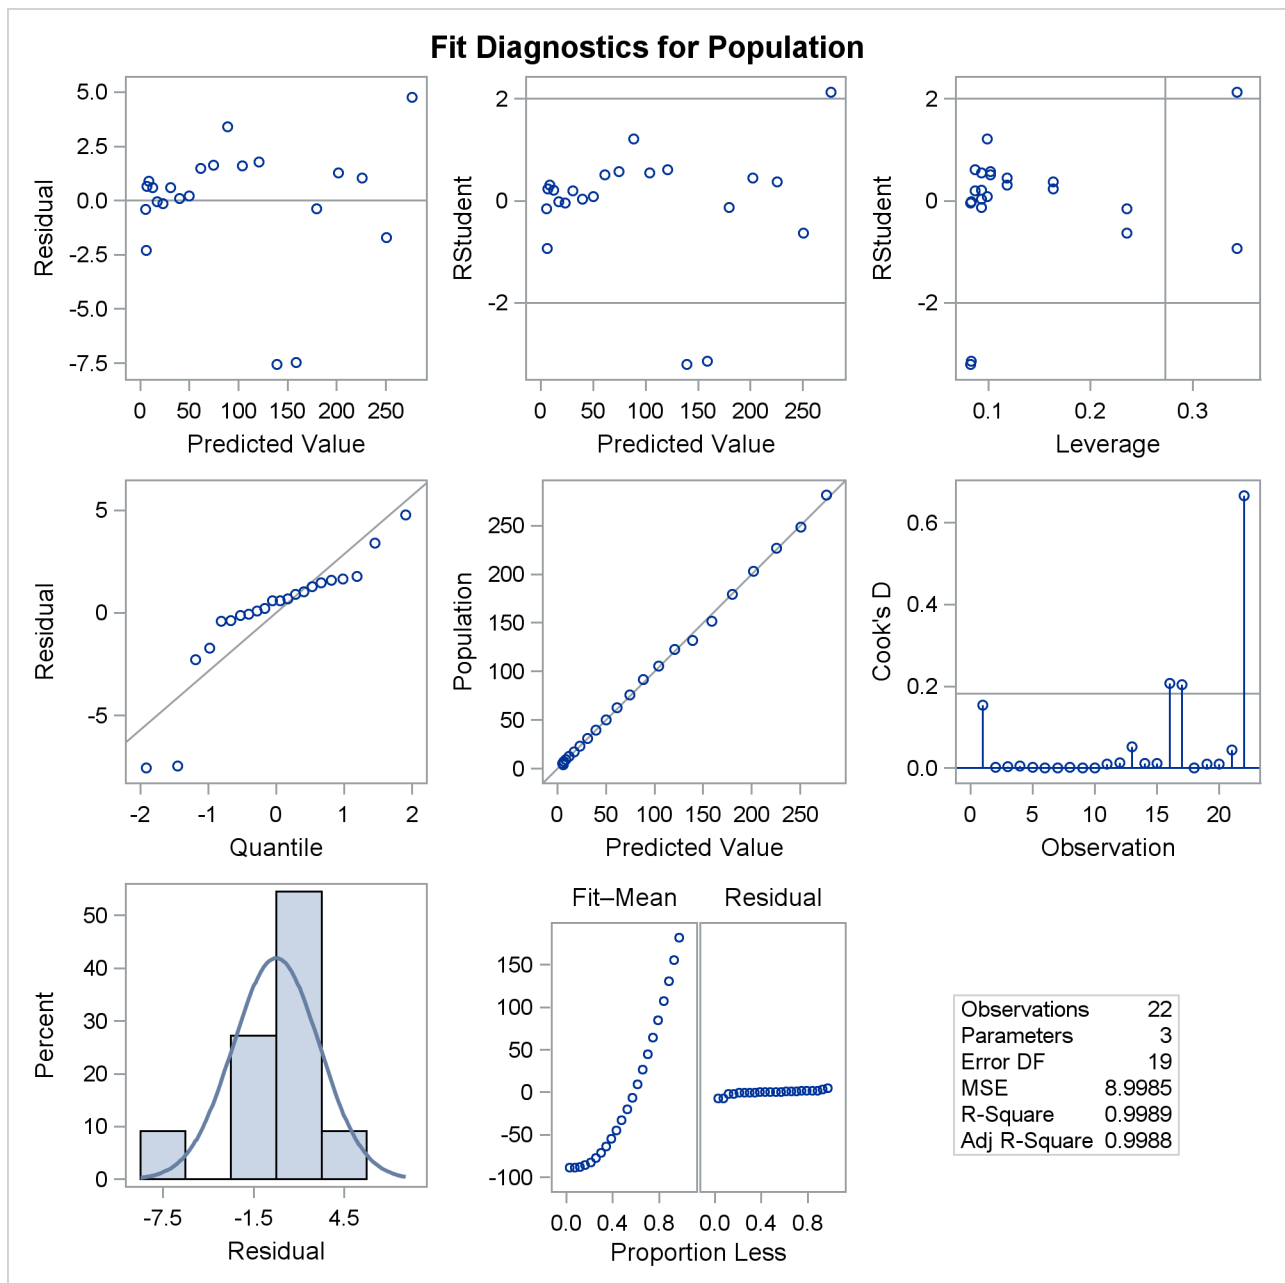 Fit Diagnostics for Population
5.0
2.5
0.0
-2.5
-5.0
-7.5
Residual
0 50 100 150 200 250
Predicted Value
2
0
-2
RStudent
0 50 100 150 200 250
Predicted Value
2
0
-2
RStudent
0.1 0.2 0.3
Leverage
5
0
-5
Residual
-2 -1 0 1 2
Quantile
250
200
150
100
50
0
Population
0 50 100 150 200 250
Predicted Value
0.6
0.4
0.2
0.0
Cook's D
0 5 10 15 20
Observation
50
40
30
20
10
0
Percent
-7.5 -1.5 4.5
Residual
Fit–Mean Residual
150
100
50
0
-50
-100
0.0 0.4 0.8 0.0 0.4 0.8
Proportion Less
Observations 22
Parameters 3
Error DF 19
MSE 8.9985
R-Square 0.9989
Adj R-Square 0.9988